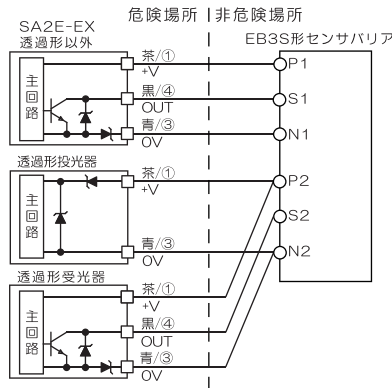 危険場所 非危険場所
SA2E-EX
透過形以外
EB3S形センサバリア
主回路
茶/①
+V
黒/④
OUT
青/③
0V
P1
S1
N1
透過形投光器
主回路
茶/①
+V
青/③
0V
P2
S2
N2
透過形受光器
主回路
茶/①
+V
黒/④
OUT
青/③
0V